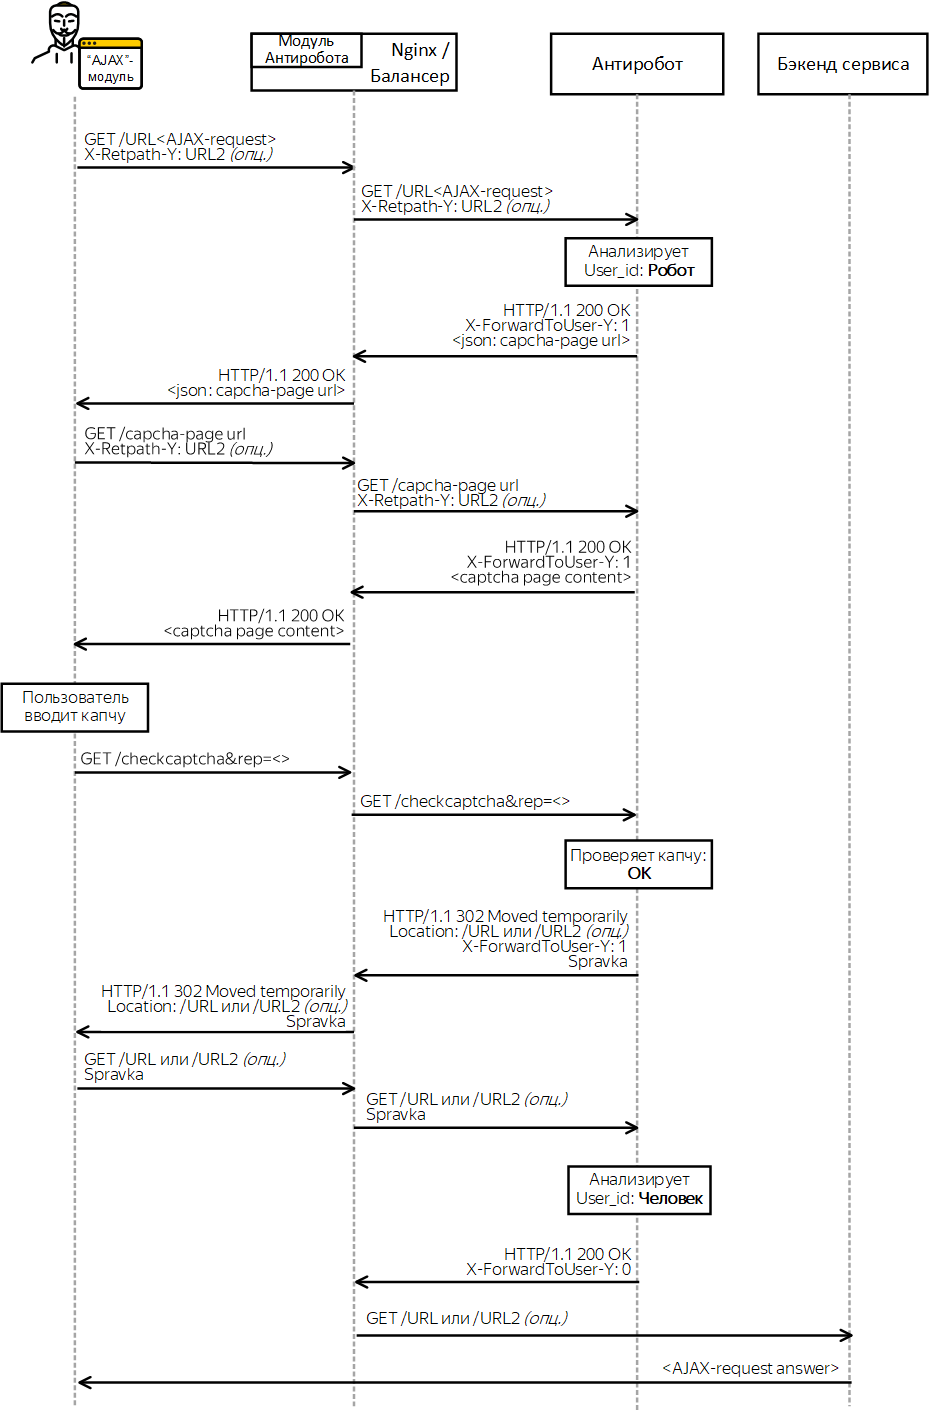 “AJAX”-
модуль
Модуль
Антиробота
Nginx /
Балансер
Антиробот
Бэкенд сервиса
GET /URL<AJAX-request>
X-Retpath-Y: URL2 (опц.)
GET /URL<AJAX-request>
X-Retpath-Y: URL2 (опц.)
Анализирует
User_id: Робот
HTTP/1.1 200 OK
X-ForwardToUser-Y: 1
<json: capcha-page url>
HTTP/1.1 200 OK
<json: capcha-page url>
GET /capcha-page url
X-Retpath-Y: URL2 (опц.)
GET /capcha-page url
X-Retpath-Y: URL2 (опц.)
HTTP/1.1 200 OK
X-ForwardToUser-Y: 1
<captcha page content>
HTTP/1.1 200 OK
<captcha page content>
Пользователь
вводит капчу
GET /checkcaptcha&rep=<>
GET /checkcaptcha&rep=<>
Проверяет капчу:
OK
HTTP/1.1 302 Moved temporarily
Location: /URL или /URL2 (опц.)
X-ForwardToUser-Y: 1
Spravka
HTTP/1.1 302 Moved temporarily
Location: /URL или /URL2 (опц.)
Spravka
GET /URL или /URL2 (опц.)
Spravka
GET /URL или /URL2 (опц.)
Spravka
Анализирует
User_id: Человек
HTTP/1.1 200 OK
X-ForwardToUser-Y: 0
GET /URL или /URL2 (опц.)
<AJAX-request answer>